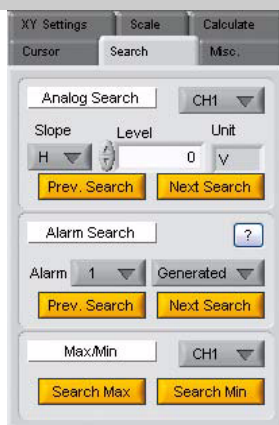 XY Settings Scale Calculate
Cursor Search Misc.
Analog Search CH1
Slope Level Unit
H 0 V
Prev. Search Next Search
Alarm Search ?
Alarm 1 Generated
Prev. Search Next Search
Max/Min CH1
Search Max Search Min